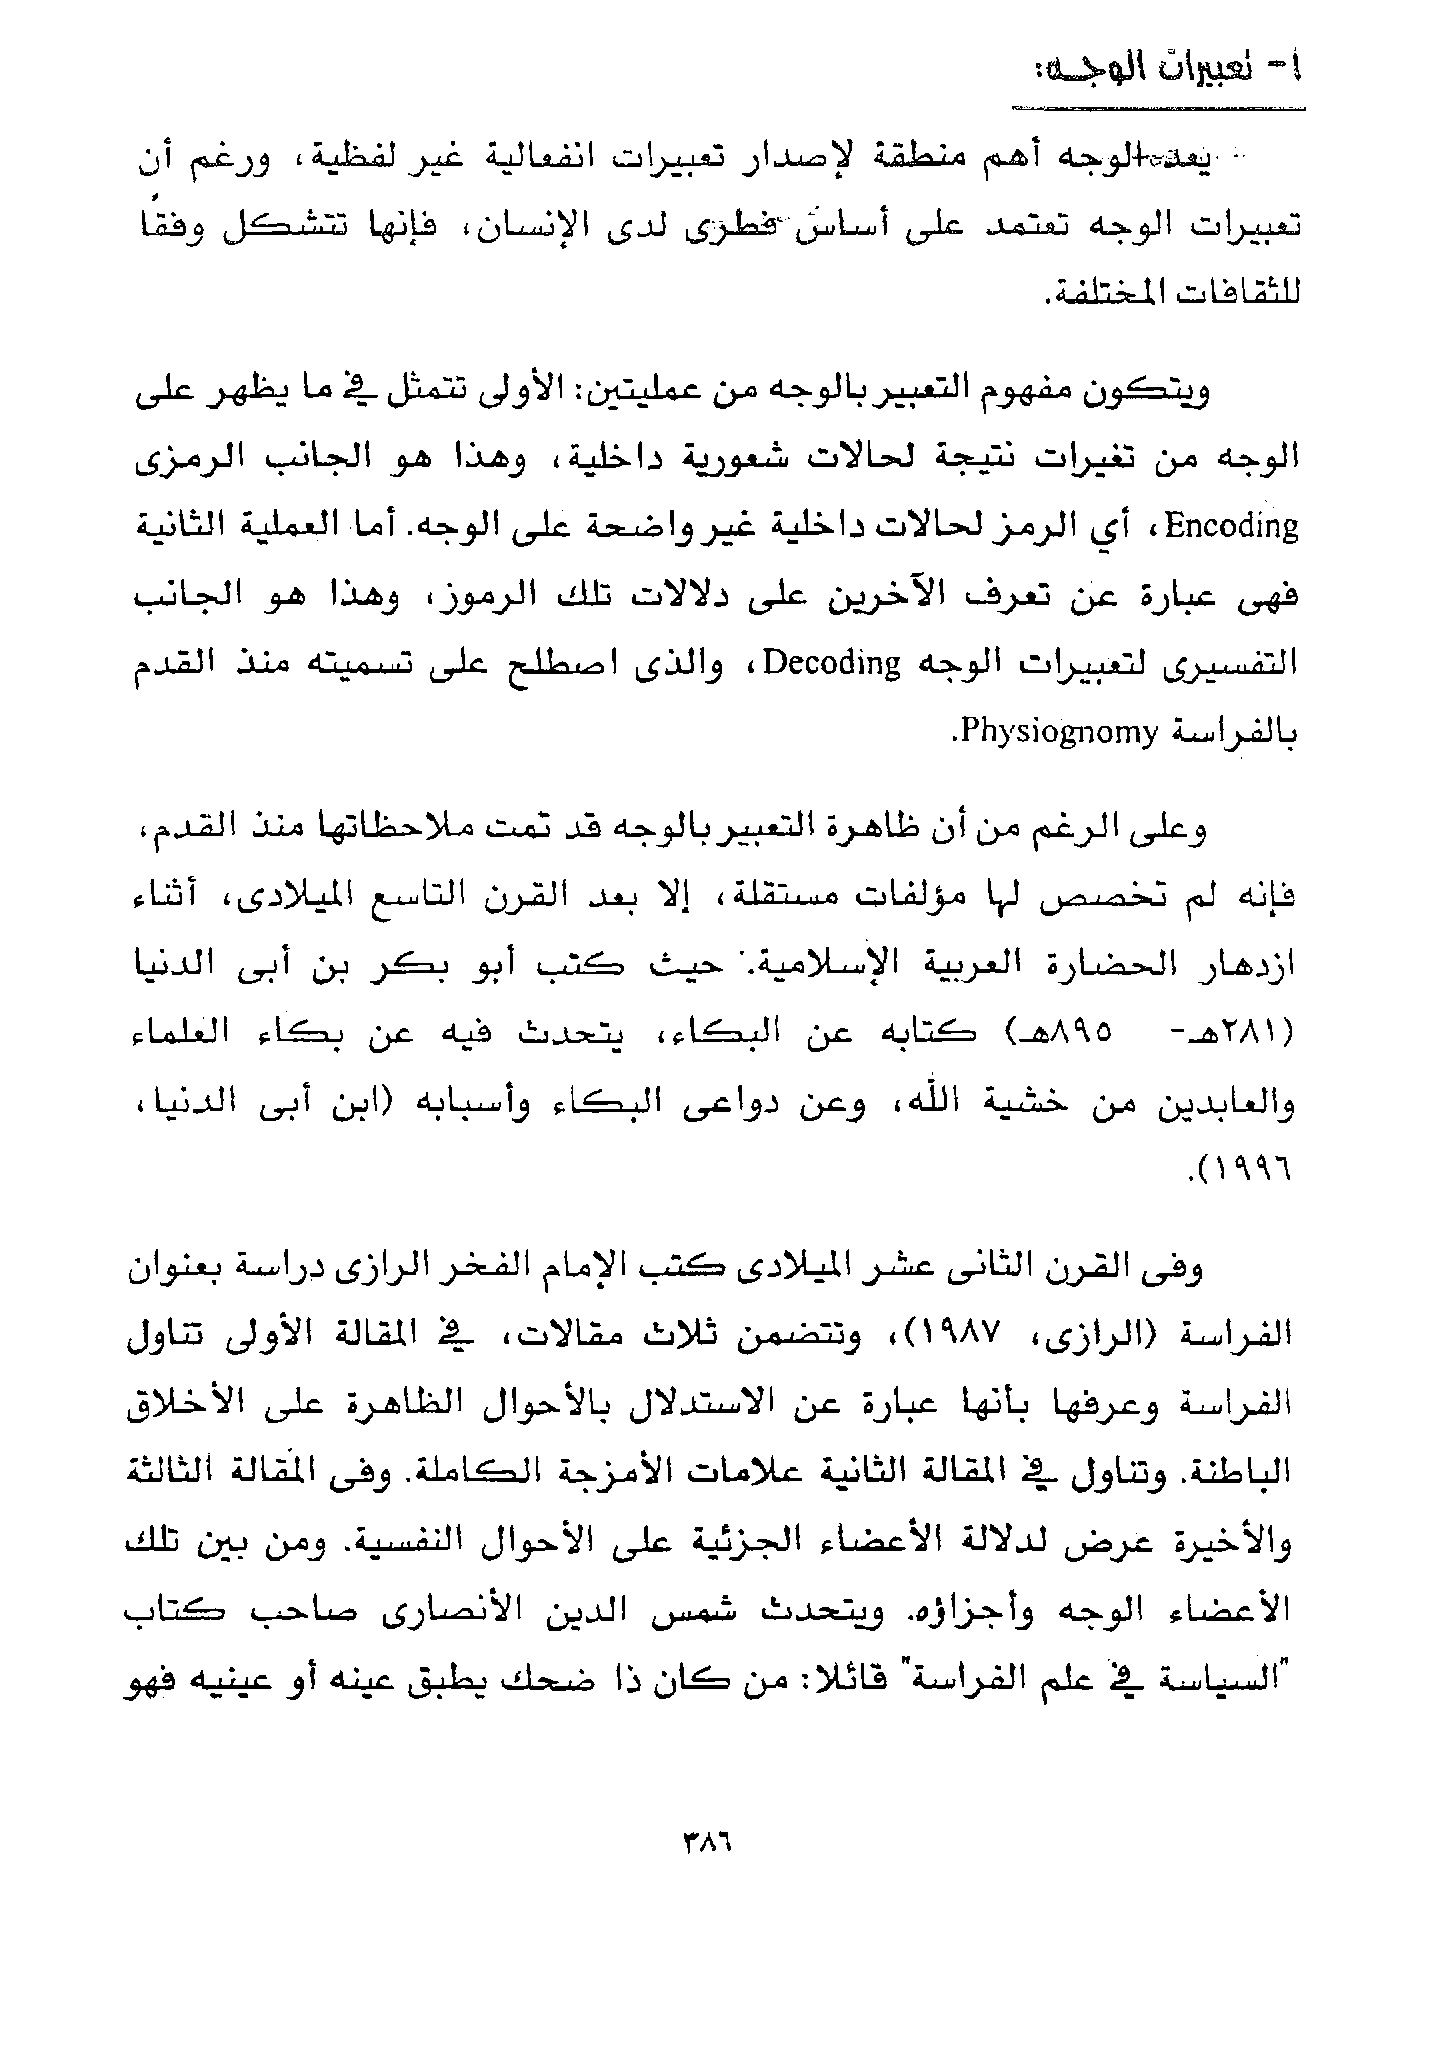 أ- تعبيرات الوجه:
يعد الوجه أهم منطقة لإصدار تعبيرات انفعالية غير لفظية، ورغم أن
تعبيرات الوجه تعتمد على أساس فطرى لدى الإنسان، فإنها تتشكل وفقًا
للثقافات المختلفة.
ويتكون مفهوم التعبير بالوجه من عمليتين: الأولى تتمثل في ما يظهر على
الوجه من تغيرات نتيجة لحالات شعورية داخلية، وهذا هو الجانب الرمزى
Encoding، أي الرمز لحالات داخلية غير واضحة على الوجه. أما العملية الثانية
فهى عبارة عن تعرف الآخرين على دلالات تلك الرموز، وهذا هو الجانب
التفسيرى لتعبيرات الوجه Decoding، والذى اصطلح على تسميته منذ القدم
بالفراسة Physiognomy.
وعلى الرغم من أن ظاهرة التعبير بالوجه قد تمت ملاحظاتها منذ القدم،
فإنه لم تخصص لها مؤلفات مستقلة، إلا بعد القرن التاسع الميلادى، أثناء
ازدهار الحضارة العربية الإسلامية. حيث كتب أبو بكر بن أبى الدنيا
(٢٨١هـ- ٨٩٥هـ) كتابه عن البكاء، يتحدث فيه عن بكاء العلماء
والعابدين من خشية الله، وعن دواعى البكاء وأسبابه (ابن أبى الدنيا،
١٩٩٦).
وفى القرن الثانى عشر الميلادى كتب الإمام الفخر الرازى دراسة بعنوان
الفراسة (الرازى، ١٩٨٧)، وتتضمن ثلاث مقالات، في المقالة الأولى تناول
الفراسة وعرفها بأنها عبارة عن الاستدلال بالأحوال الظاهرة على الأخلاق
الباطنة. وتناول في المقالة الثانية علامات الأمزجة الكاملة. وفى المقالة الثالثة
والأخيرة عرض لدلالة الأعضاء الجزئية على الأحوال النفسية. ومن بين تلك
الأعضاء الوجه وأجزاؤه. ويتحدث شمس الدين الأنصارى صاحب كتاب
"السياسة في علم الفراسة" قائلا: من كان ذا ضحك يطبق عينه أو عينيه فهو
٣٨٦